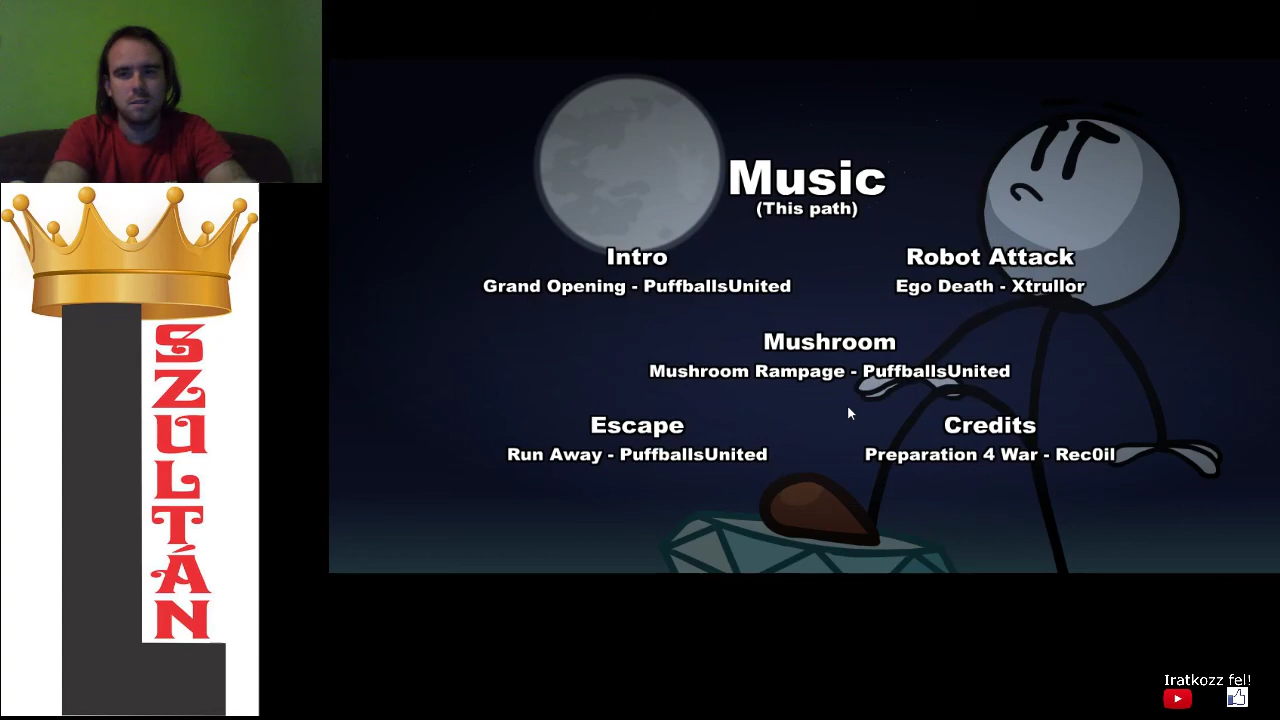 SZULTÁN
L
Music
(This path)
Intro
Grand Opening - PuffballsUnited
Robot Attack
Ego Death - Xtrullor
Mushroom
Mushroom Rampage - PuffballsUnited
Escape
Run Away - PuffballsUnited
Credits
Preparation 4 War - Rec0il
Iratkozz fel!